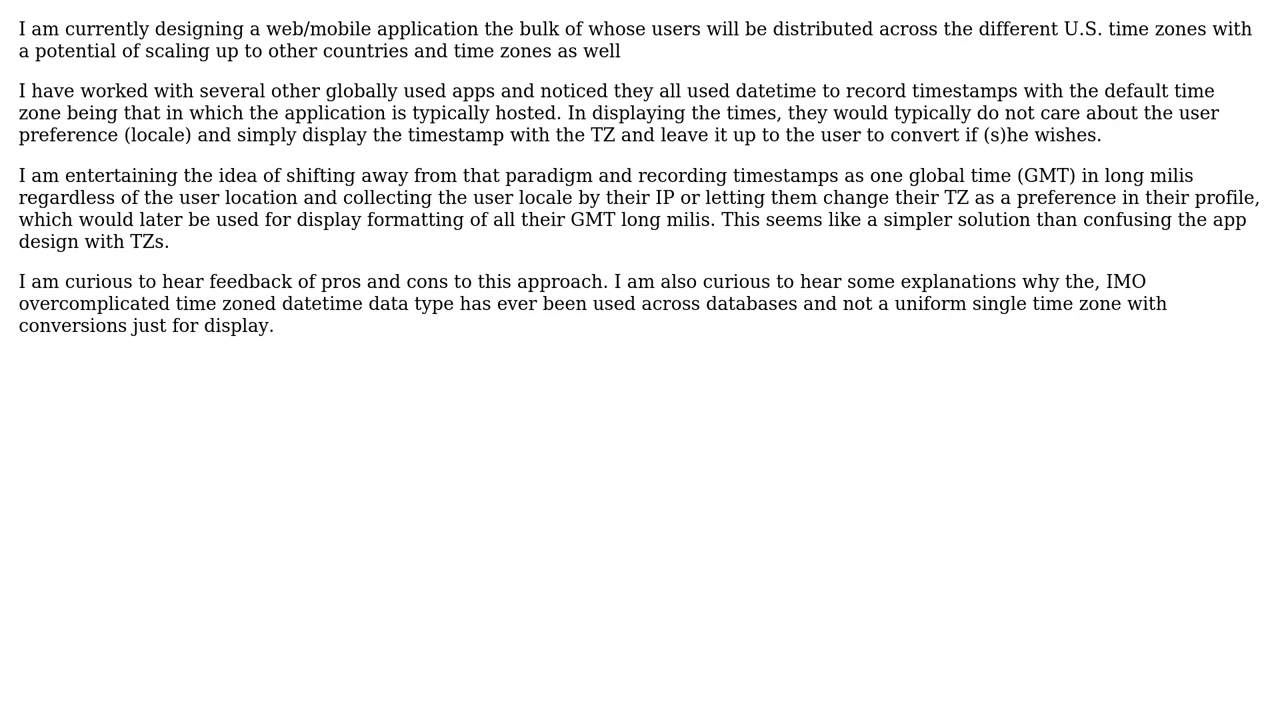 I am currently designing a web/mobile application the bulk of whose users will be distributed across the different U.S. time zones with
a potential of scaling up to other countries and time zones as well
I have worked with several other globally used apps and noticed they all used datetime to record timestamps with the default time
zone being that in which the application is typically hosted. In displaying the times, they would typically do not care about the user
preference (locale) and simply display the timestamp with the TZ and leave it up to the user to convert if (s)he wishes.
I am entertaining the idea of shifting away from that paradigm and recording timestamps as one global time (GMT) in long milis
regardless of the user location and collecting the user locale by their IP or letting them change their TZ as a preference in their profile,
which would later be used for display formatting of all their GMT long milis. This seems like a simpler solution than confusing the app
design with TZs.
I am curious to hear feedback of pros and cons to this approach. I am also curious to hear some explanations why the, IMO
overcomplicated time zoned datetime data type has ever been used across databases and not a uniform single time zone with
conversions just for display.